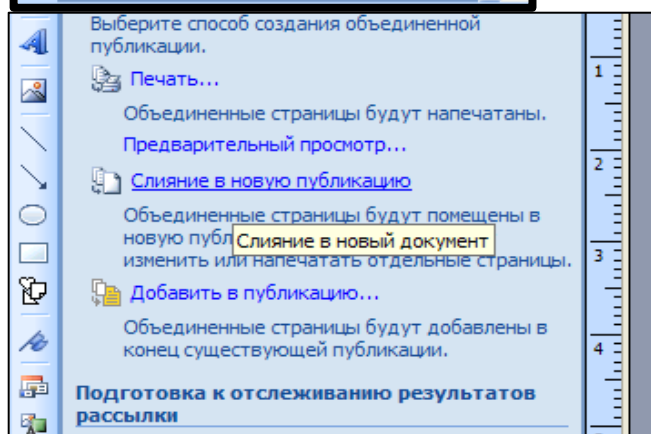 Выберите способ создания объединенной
публикации.
Печать...
Объединенные страницы будут напечатаны.
Предварительный просмотр...
Слияние в новую публикацию
Объединенные страницы будут помещены в
новую публ
Слияние в новый документ
изменить или напечатать отдельные страницы.
Добавить в публикацию...
Объединенные страницы будут добавлены в
конец существующей публикации.
Подготовка к отслеживанию результатов
рассылки
1
2
3
4